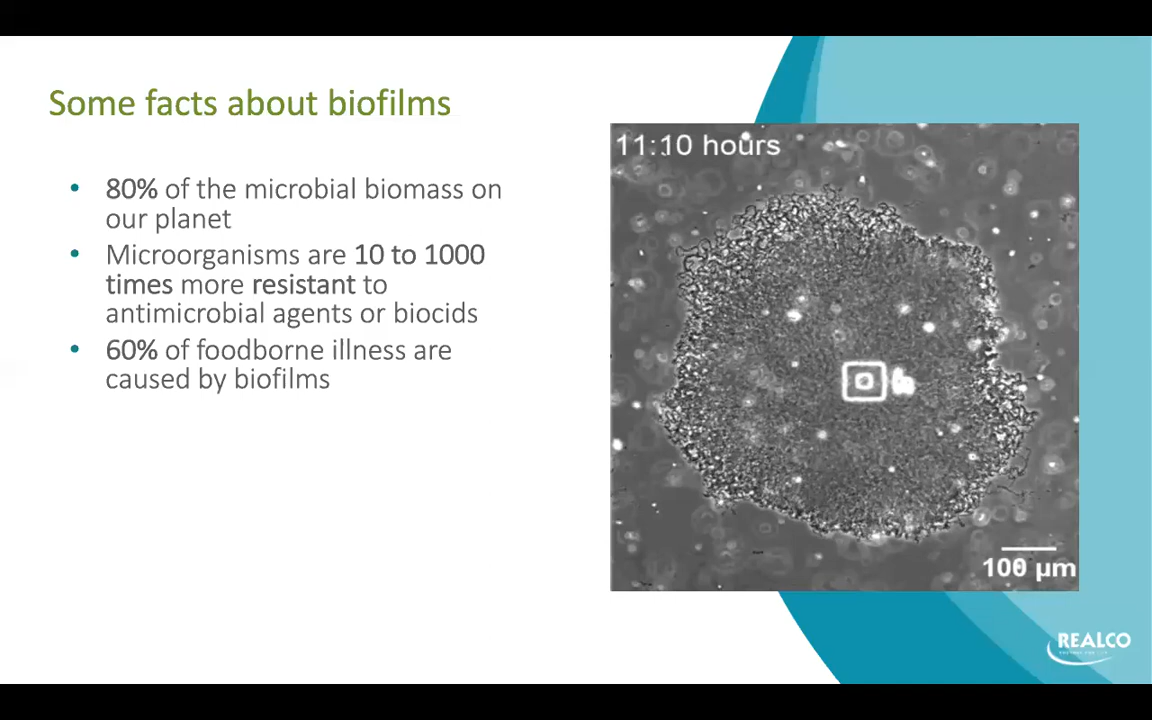 Some facts about biofilms
• 80% of the microbial biomass on
our planet
• Microorganisms are 10 to 1000
times more resistant to
antimicrobial agents or biocids
• 60% of foodborne illness are
caused by biofilms
11:10 hours
100 µm
REALCO